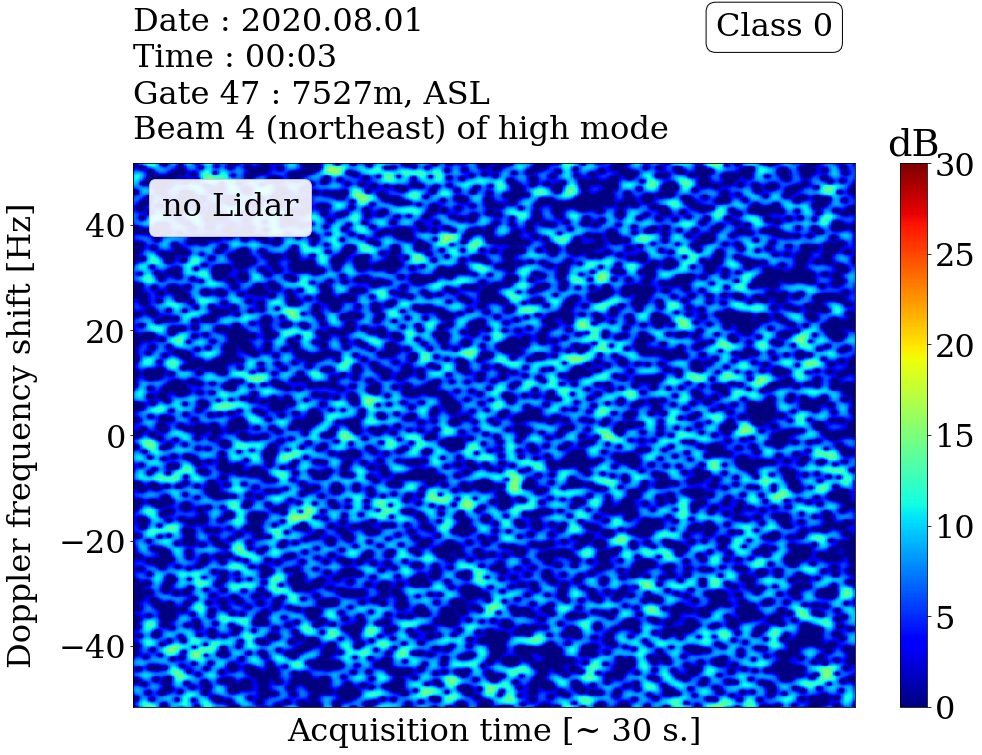 Date : 2020.08.01
Time : 00:03
Gate 47 : 7527m, ASL
Beam 4 (northeast) of high mode
Class 0
dB
no Lidar
Doppler frequency shift [Hz]
40
20
0
−20
−40
30
25
20
15
10
5
0
Acquisition time [~ 30 s.]